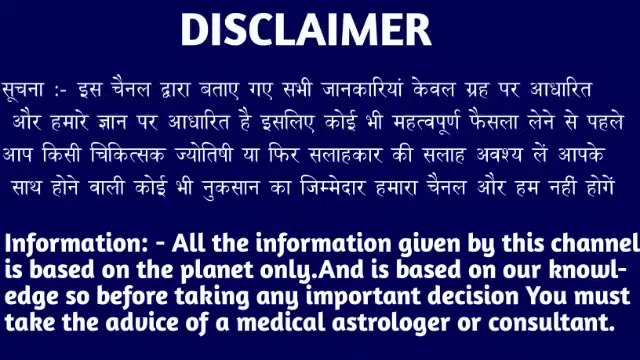 DISCLAIMER
सूचना :- इस चैनल द्वारा बताए गए सभी जानकारियां केवल ग्रह पर आधारित
और हमारे ज्ञान पर आधारित है इसलिए कोई भी महत्वपूर्ण फैसला लेने से पहले
आप किसी चिकित्सक ज्योतिषी या फिर सलाहकार की सलाह अवश्य लें आपके
साथ होने वाली कोई भी नुकसान का जिम्मेदार हमारा चैनल और हम नहीं होगें
Information: - All the information given by this channel
is based on the planet only.And is based on our knowl-
edge so before taking any important decision You must
take the advice of a medical astrologer or consultant.